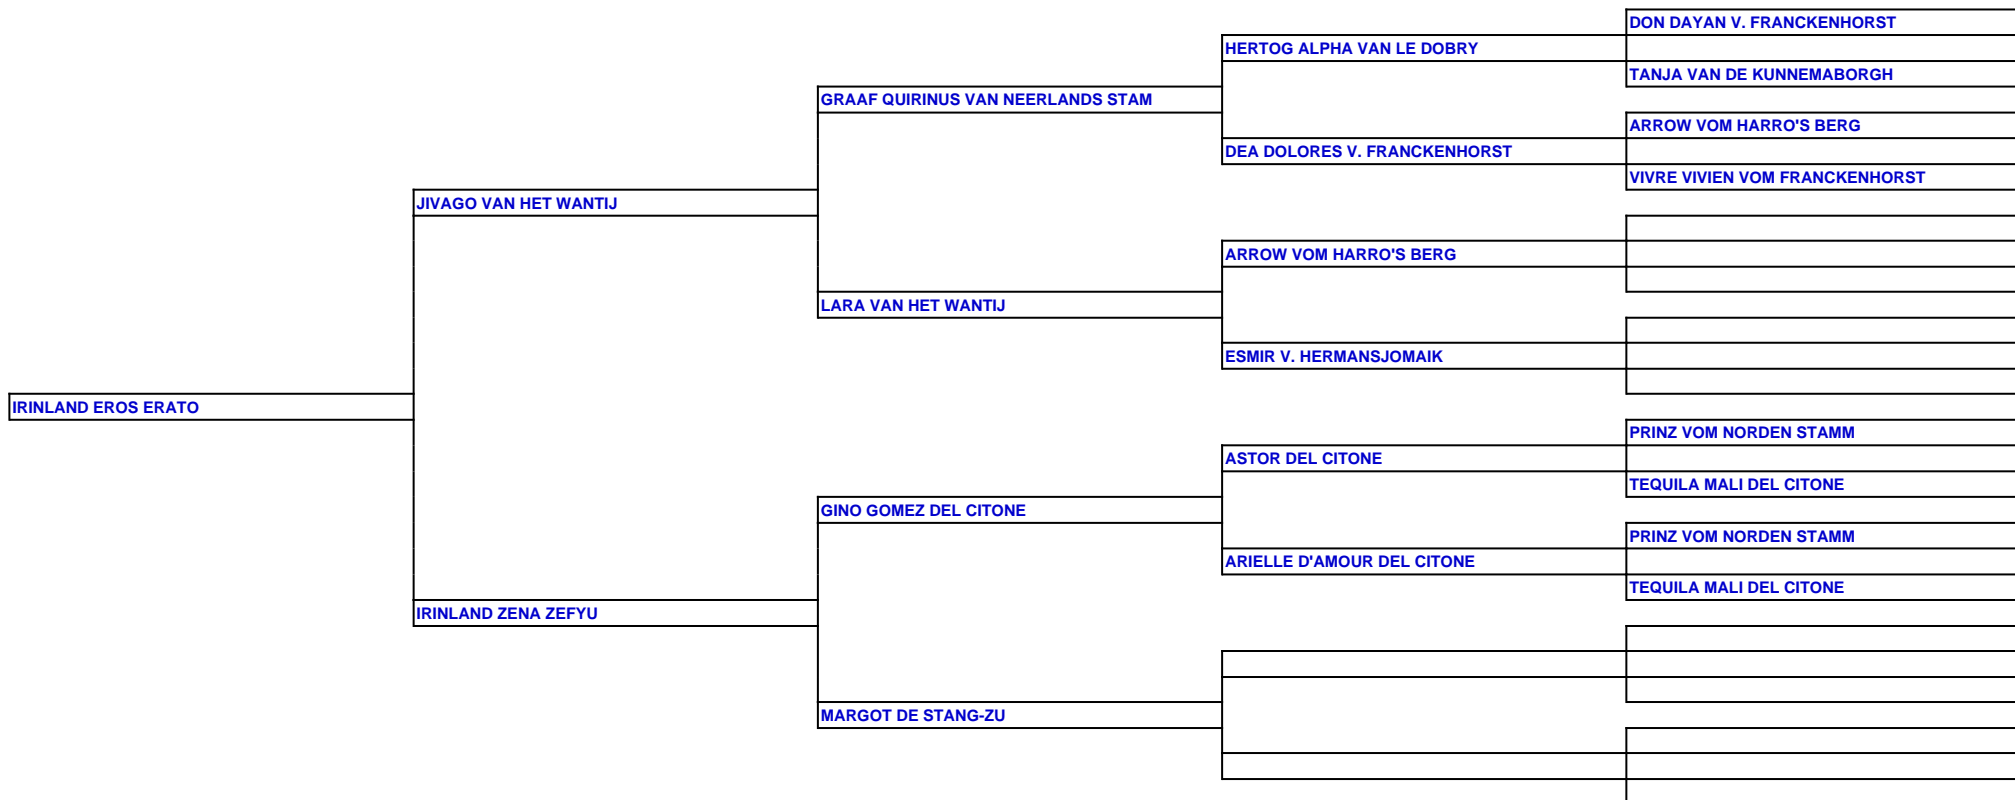 DON DAYAN V. FRANCKENHORST
HERTOG ALPHA VAN LE DOBRY
TANJA VAN DE KUNNEMABORGH
GRAAF QUIRINUS VAN NEERLANDS STAM
ARROW VOM HARRO'S BERG
DEA DOLORES V. FRANCKENHORST
VIVRE VIVIEN VOM FRANCKENHORST
JIVAGO VAN HET WANTIJ
ARROW VOM HARRO'S BERG
LARA VAN HET WANTIJ
ESMIR V. HERMANSJOMAIK
IRINLAND EROS ERATO
PRINZ VOM NORDEN STAMM
ASTOR DEL CITONE
TEQUILA MALI DEL CITONE
GINO GOMEZ DEL CITONE
PRINZ VOM NORDEN STAMM
ARIELLE D'AMOUR DEL CITONE
TEQUILA MALI DEL CITONE
IRINLAND ZENA ZEFYU
MARGOT DE STANG-ZU